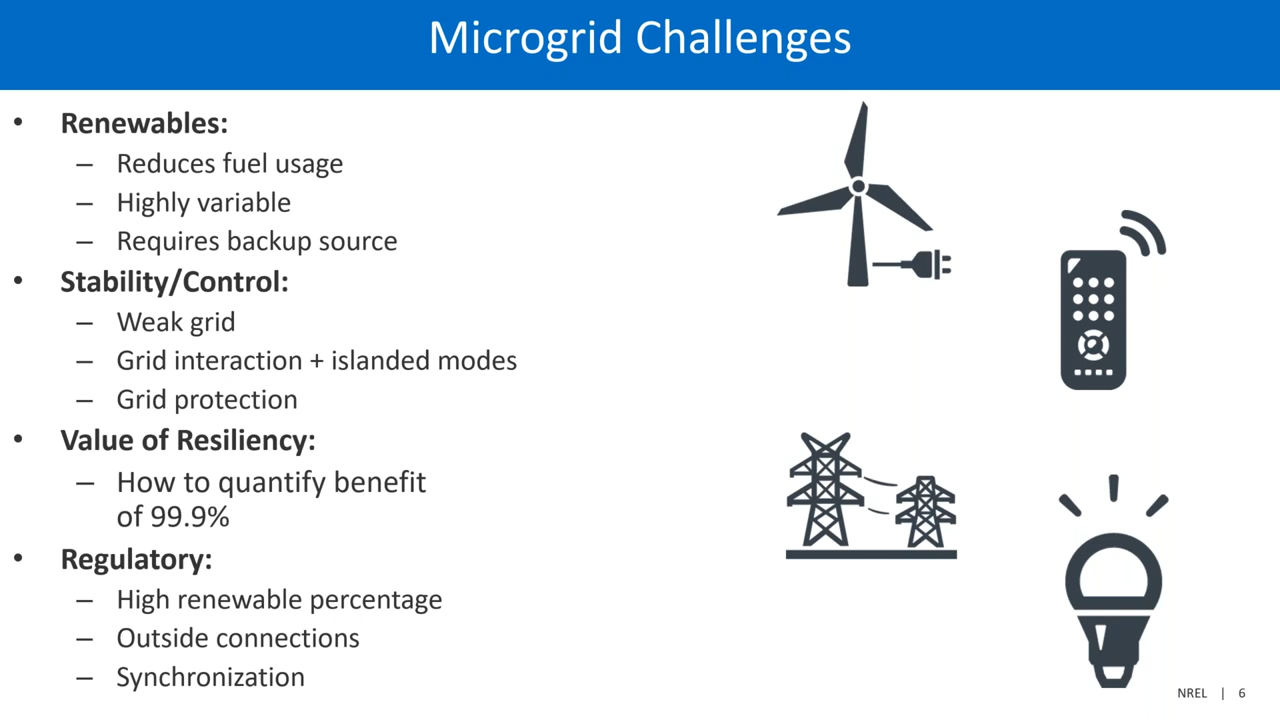 Microgrid Challenges
• Renewables:
– Reduces fuel usage
– Highly variable
– Requires backup source
• Stability/Control:
– Weak grid
– Grid interaction + islanded modes
– Grid protection
• Value of Resiliency:
– How to quantify benefit
of 99.9%
• Regulatory:
– High renewable percentage
– Outside connections
– Synchronization
NREL | 6